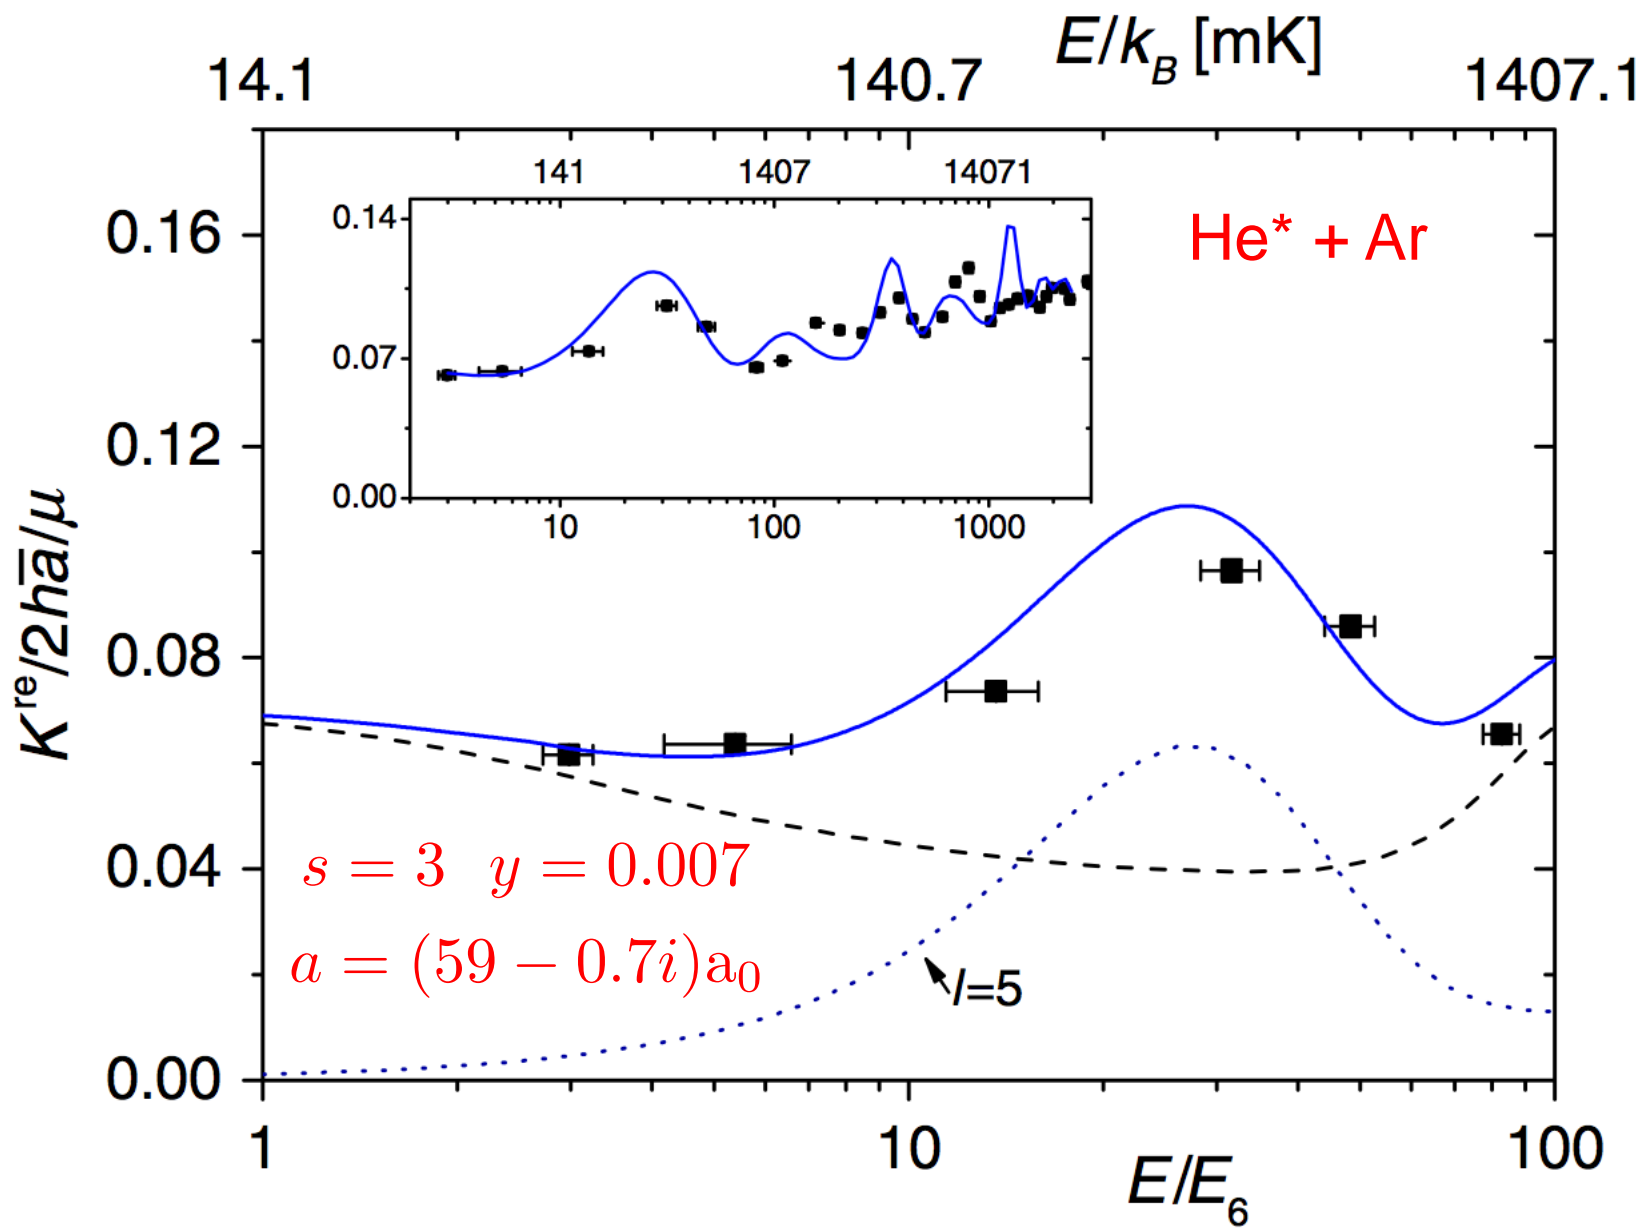 E/k_B [mK]
14.1 140.7 1407.1
141 1407 14071
He* + Ar
0.16
0.12
0.08
0.04
0.00
0.14
0.07
0.00
10 100 1000
K^re/2hā/μ
s = 3 y = 0.007
a = (59 − 0.7i)a₀
l=5
1 10 100
E/E₆